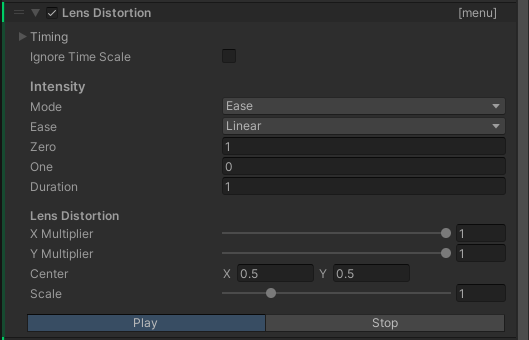 Lens Distortion [menu]
Timing
Ignore Time Scale
Intensity
Mode Ease
Ease Linear
Zero 1
One 0
Duration 1
Lens Distortion
X Multiplier 1
Y Multiplier 1
Center X 0.5 Y 0.5
Scale 1
Play Stop